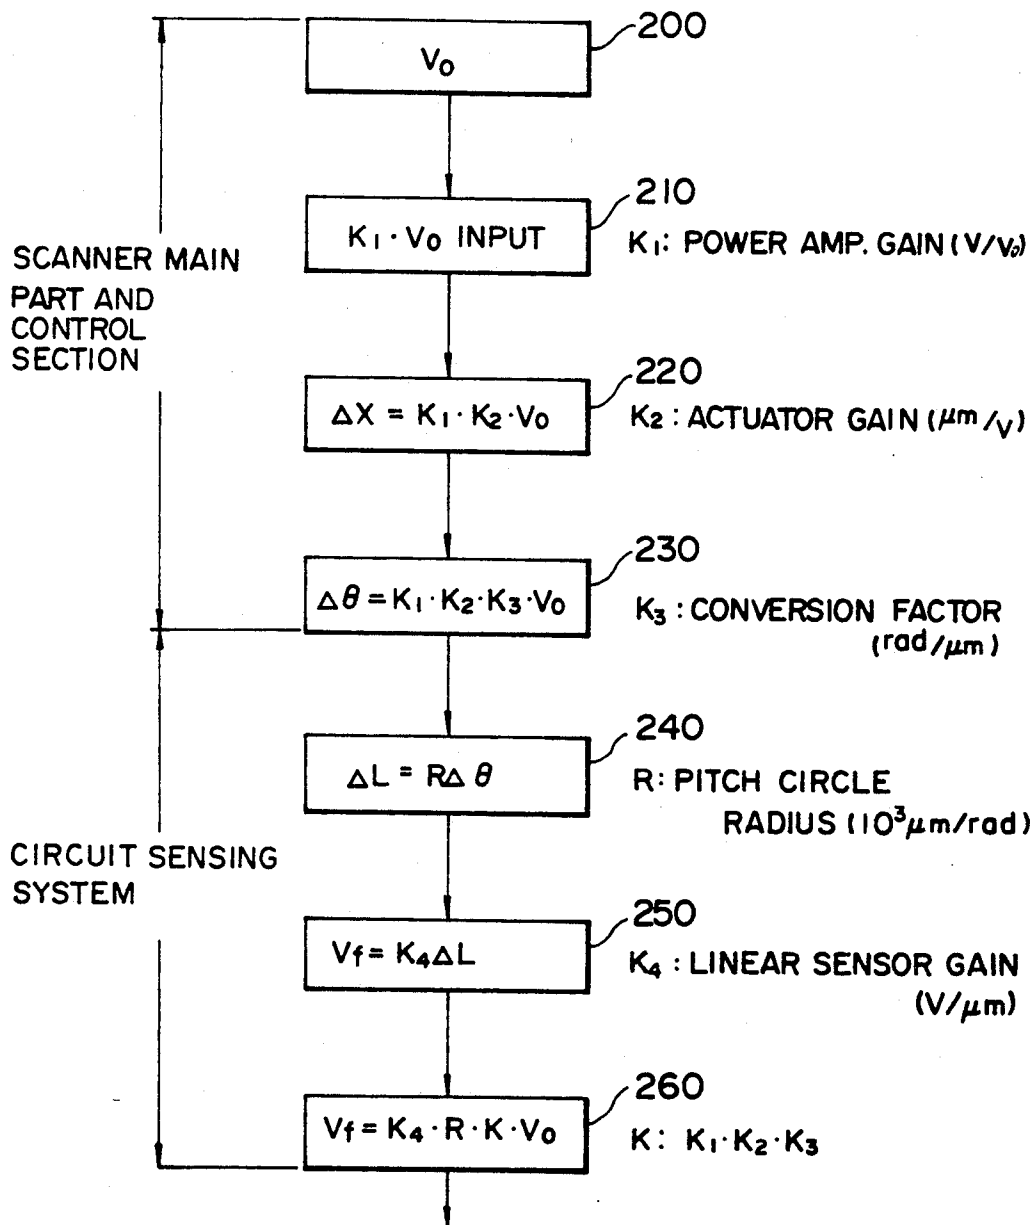 200
V₀
210
K₁ · V₀ INPUT
K₁: POWER AMP. GAIN (V/V₀)
SCANNER MAIN
PART AND
CONTROL
SECTION
220
ΔX = K₁ · K₂ · V₀
K₂ : ACTUATOR GAIN (μm/V)
230
Δθ = K₁ · K₂ · K₃ · V₀
K₃ : CONVERSION FACTOR
(rad/μm)
240
ΔL = RΔθ
R: PITCH CIRCLE
RADIUS (10³μm/rad)
CIRCUIT SENSING
SYSTEM
250
Vf = K₄ΔL
K₄ : LINEAR SENSOR GAIN
(V/μm)
260
Vf = K₄ · R · K · V₀
K: K₁ · K₂ · K₃